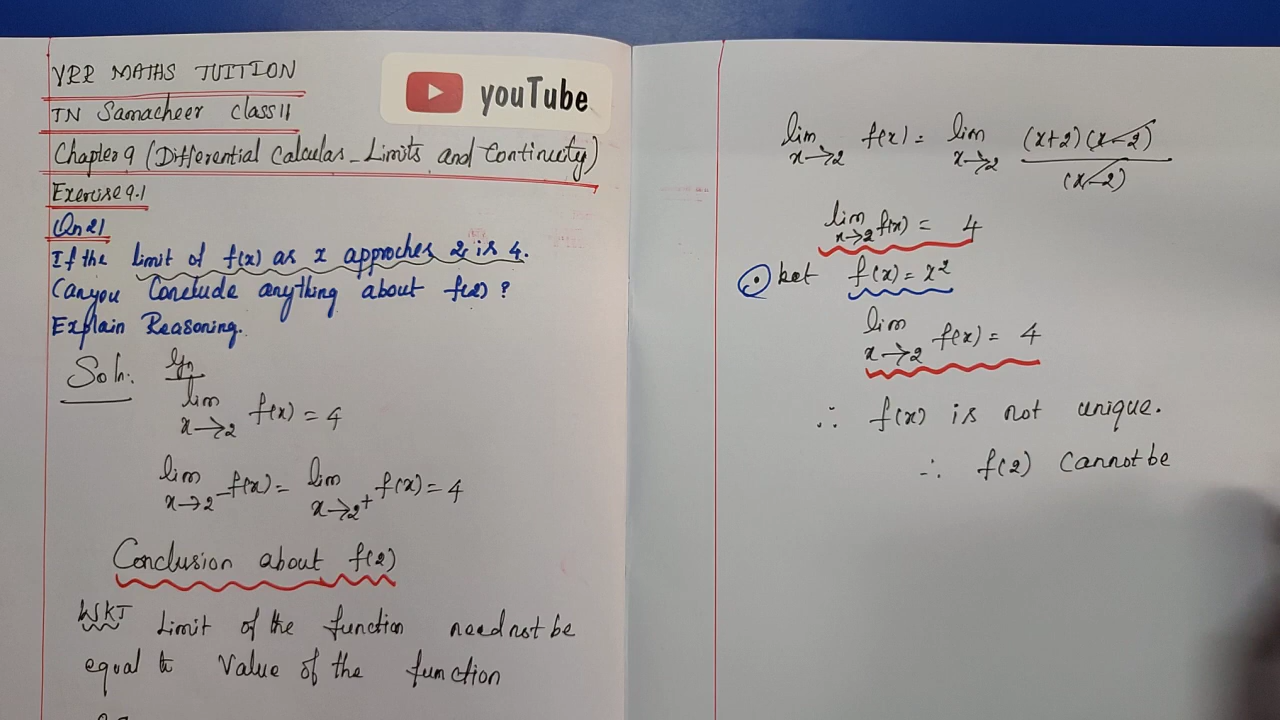 VRR MATHS TUITION
TN Samacheer Class 11
Chapter 9 (Differential Calculas_Limits and Continuity)
Exercise 9.1
Qn 21
If the limit of f(x) as x approches 2, is 4.
Can you Conclude anything about f(2) ?
Explain Reasoning.
Soln. Gn
lim x→2 f(x) = 4
lim x→2⁻ f(x) = lim x→2⁺ f(x) = 4
Conclusion about f(2)
WKT Limit of the function need not be
equal to Value of the function
youTube
lim x→2 f(x) = lim x→2 (x+2)(x-2) / (x-2)
lim x→2 f(x) = 4
Let f(x) = x²
lim x→2 f(x) = 4
∴ f(x) is not unique.
∴ f(2) Cannot be